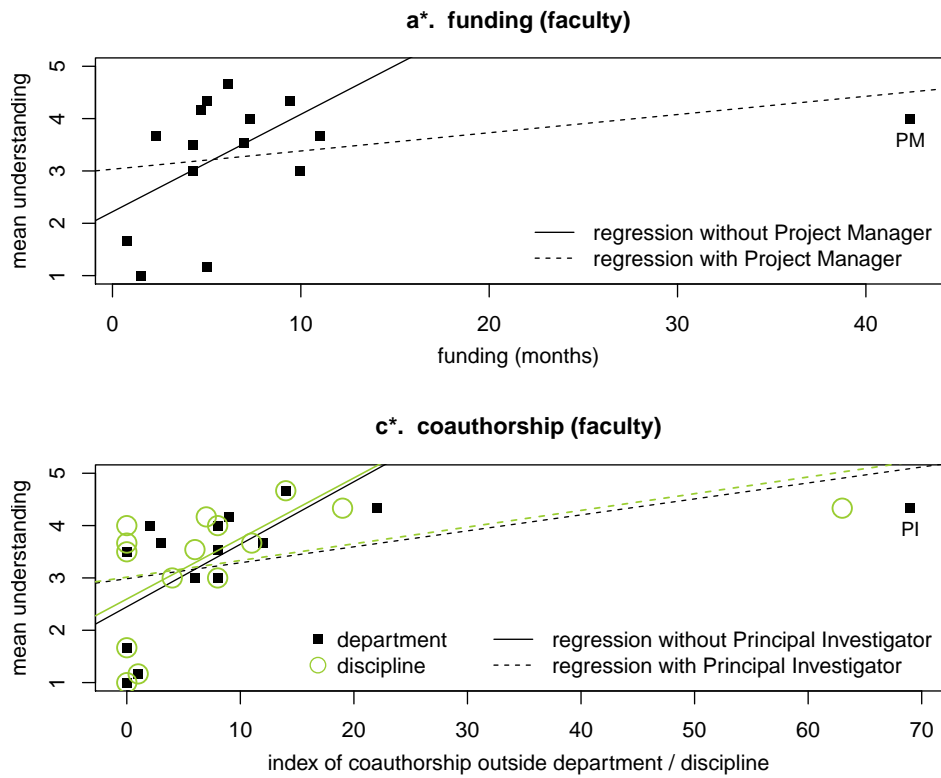 a*. funding (faculty)
mean understanding
5
4
3
2
1
PM
regression without Project Manager
regression with Project Manager
0 10 20 30 40
funding (months)
c*. coauthorship (faculty)
mean understanding
5
4
3
2
1
PI
department
discipline
regression without Principal Investigator
regression with Principal Investigator
0 10 20 30 40 50 60 70
index of coauthorship outside department / discipline